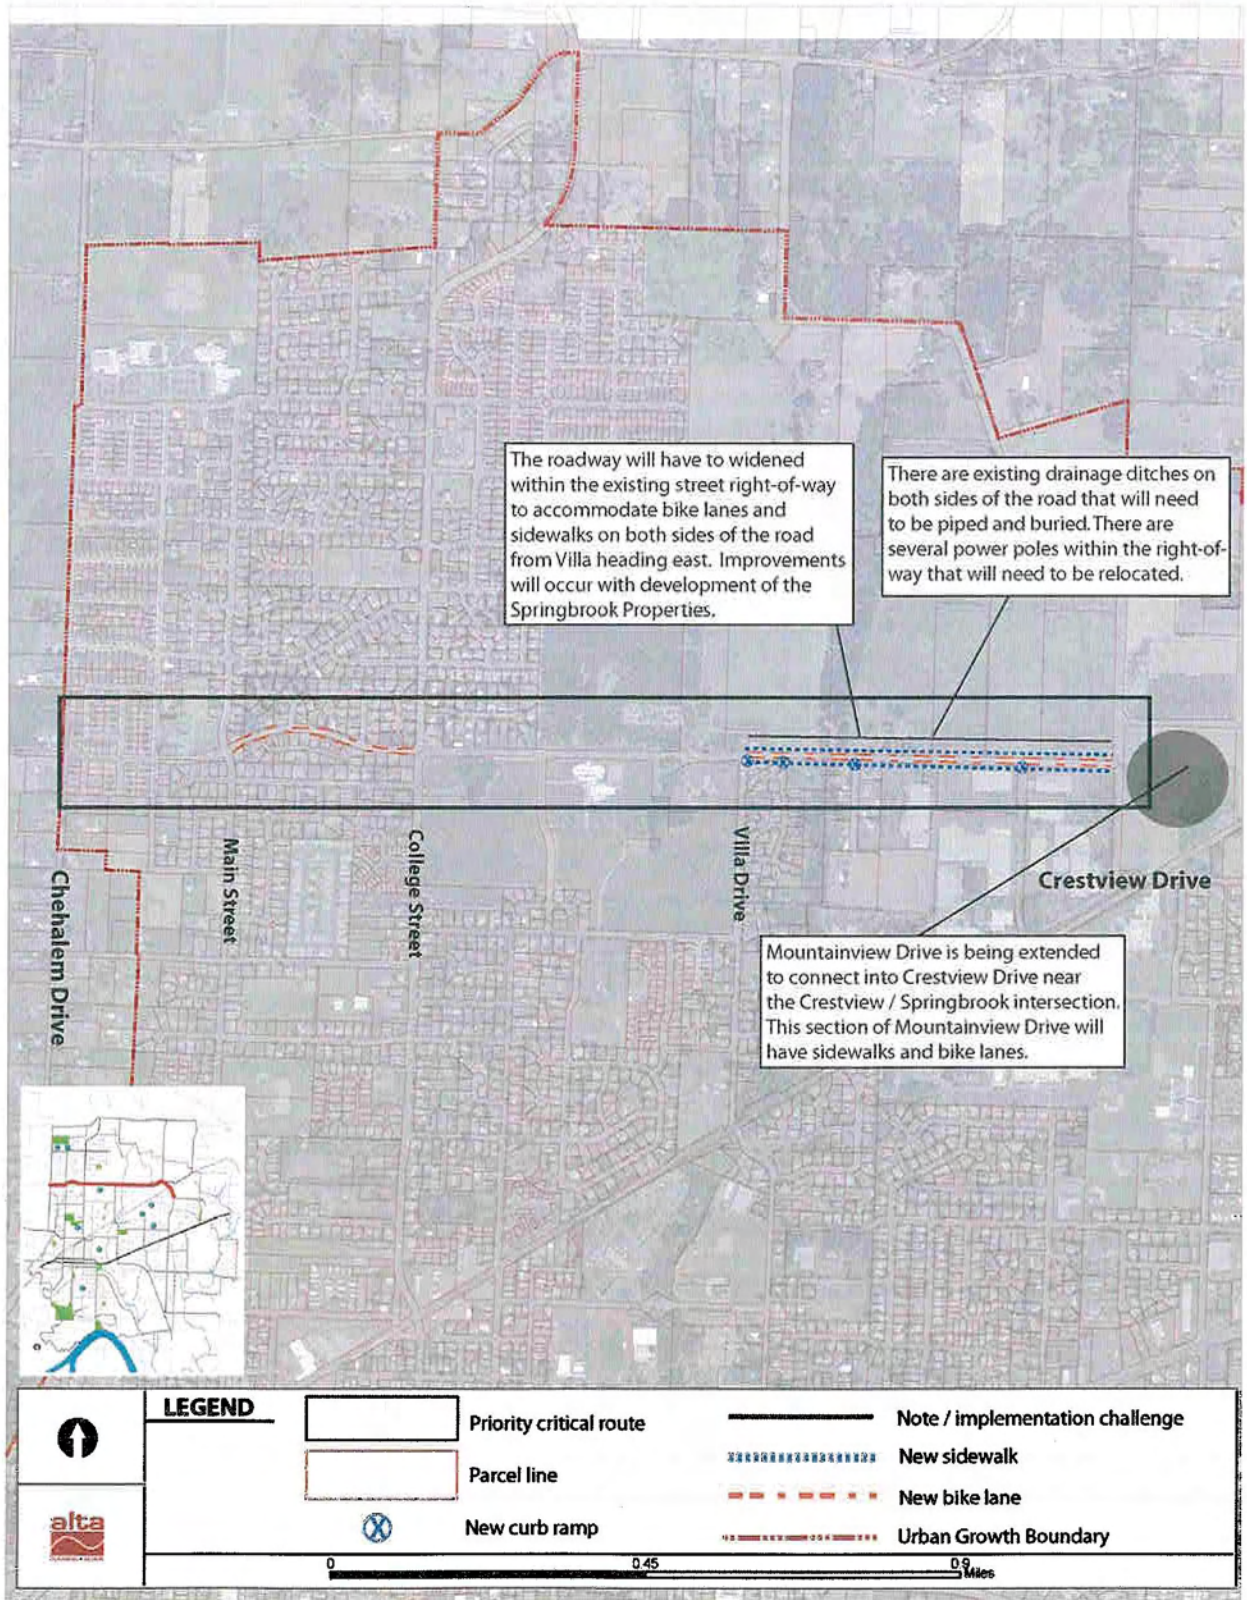 The roadway will have to widened
within the existing street right-of-way
to accommodate bike lanes and
sidewalks on both sides of the road
from Villa heading east. Improvements
will occur with development of the
Springbrook Properties.
There are existing drainage ditches on
both sides of the road that will need
to be piped and buried. There are
several power poles within the right-of-
way that will need to be relocated.
Chehalem Drive
Main Street
College Street
Villa Drive
Crestview Drive
Mountainview Drive is being extended
to connect into Crestview Drive near
the Crestview / Springbrook intersection.
This section of Mountainview Drive will
have sidewalks and bike lanes.
LEGEND
Priority critical route
Parcel line
New curb ramp
Note / implementation challenge
New sidewalk
New bike lane
Urban Growth Boundary
alta
0 0.45 0.9
Miles